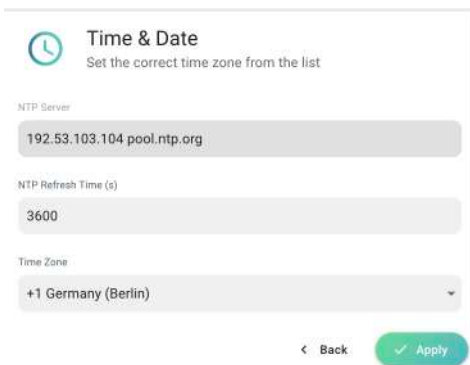 Time & Date
Set the correct time zone from the list
NTP Server
192.53.103.104 pool.ntp.org
NTP Refresh Time (s)
3600
Time Zone
+1 Germany (Berlin)
Back
Apply